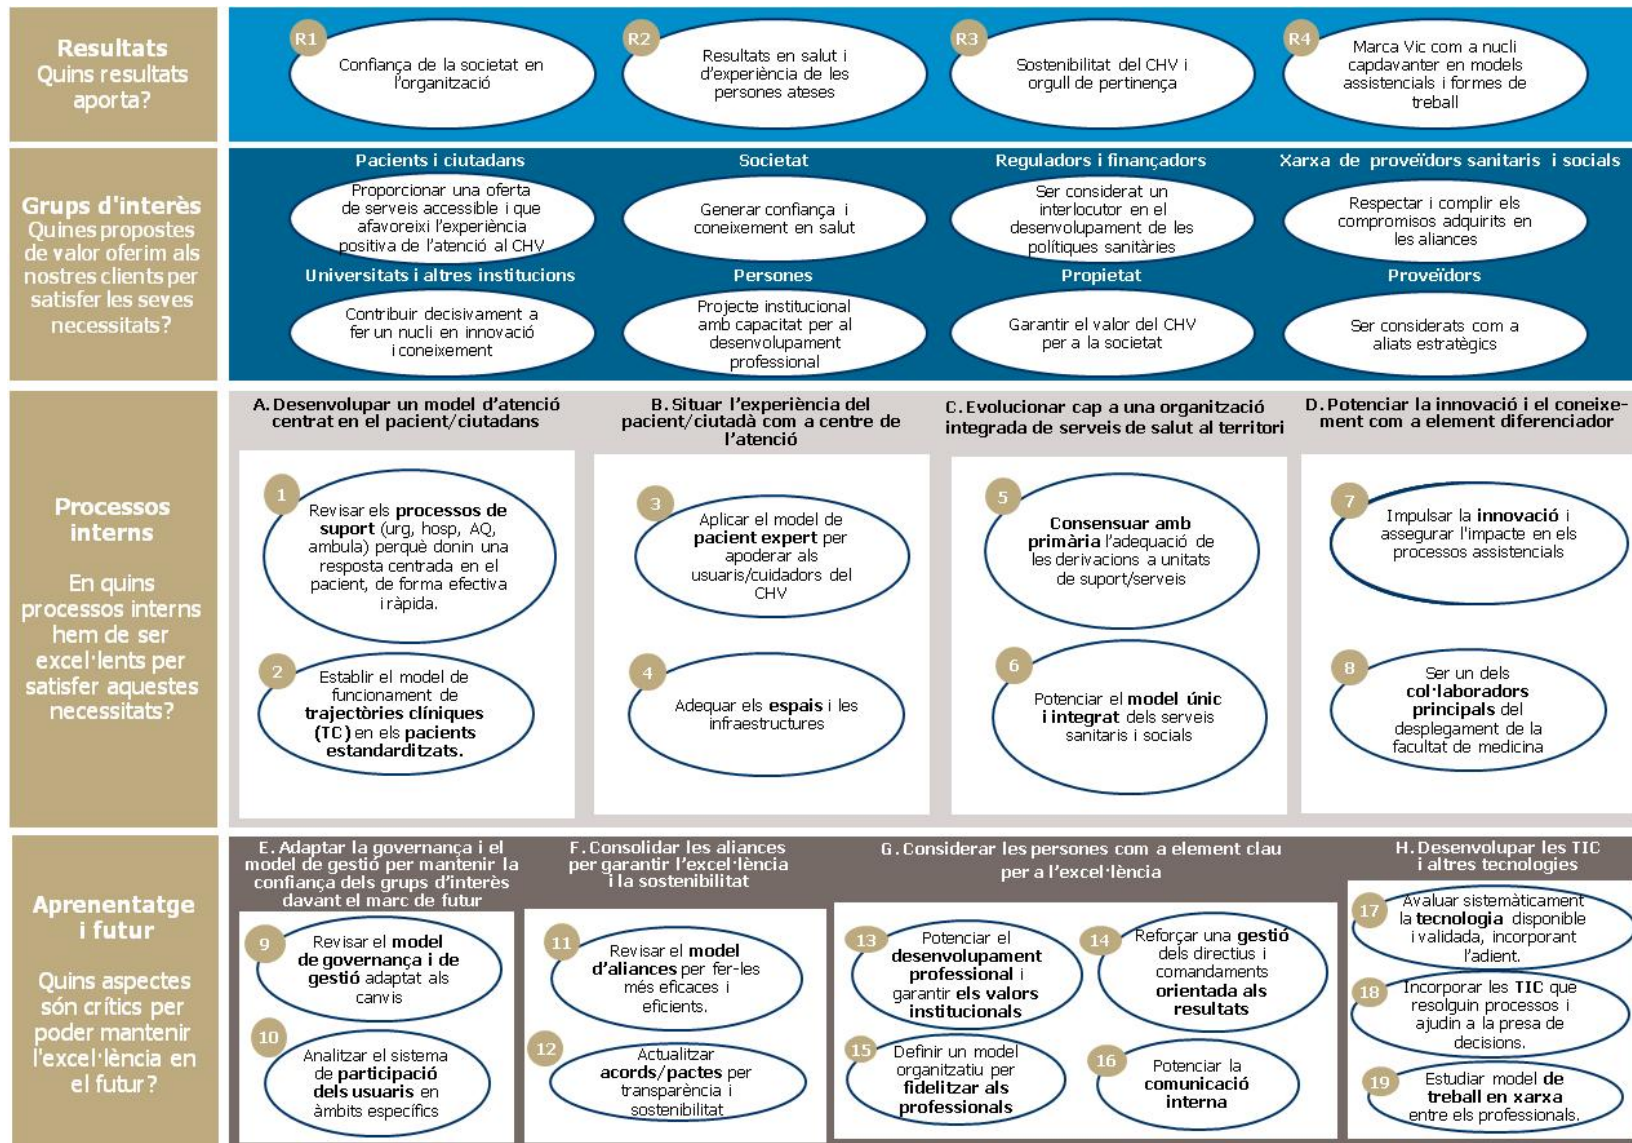 Resultats
Quins resultats
aporta?
R1
Confiança de la societat en
l'organització
R2
Resultats en salut i
d'experiència de les
persones ateses
R3
Sostenibilitat del CHV i
orgull de pertinença
R4
Marca Vic com a nucli
capdavanter en models
assistencials i formes de
treball
Grups d'interès
Quines propostes
de valor oferim als
nostres clients per
satisfer les seves
necessitats?
Pacients i ciutadans
Proporcionar una oferta
de serveis accessible i que
afavoreixi l'experiència
positiva de l'atenció al CHV
Societat
Generar confiança i
coneixement en salut
Reguladors i finançadors
Ser considerat un
interlocutor en el
desenvolupament de les
polítiques sanitàries
Xarxa de proveïdors sanitaris i socials
Respectar i complir els
compromisos adquirits en
les aliances
Universitats i altres institucions
Contribuir decisivament a
fer un nucli en innovació
i coneixement
Persones
Projecte institucional
amb capacitat per al
desenvolupament
professional
Propietat
Garantir el valor del CHV
per a la societat
Proveïdors
Ser considerats com a
aliats estratègics
Processos
interns
En quins
processos interns
hem de ser
excel·lents per
satisfer aquestes
necessitats?
A. Desenvolupar un model d'atenció
centrat en el pacient/ciutadans
1
Revisar els processos de
suport (urg, hosp, AQ,
ambula) perquè donin una
resposta centrada en el
pacient, de forma efectiva
i ràpida.
2
Establir el model de
funcionament de
trajectòries clíniques
(TC) en els pacients
estandarditzats.
B. Situar l'experiència del
pacient/ciutadà com a centre de
l'atenció
3
Aplicar el model de
pacient expert per
apoderar als
usuaris/cuidadors del
CHV
4
Adequar els espais i les
infraestructures
C. Evolucionar cap a una organització
integrada de serveis de salut al territori
5
Consensuar amb
primària l'adequació de
les derivacions a unitats
de suport/serveis
6
Potenciar el model únic
i integrat dels serveis
sanitaris i socials
D. Potenciar la innovació i el coneixe-
ment com a element diferenciador
7
Impulsar la innovació i
assegurar l'impacte en els
processos assistencials
8
Ser un dels
col·laboradors
principals del
desplegament de la
facultat de medicina
Aprenentatge
i futur
Quins aspectes
són crítics per
poder mantenir
l'excel·lència en
el futur?
E. Adaptar la governança i el
model de gestió per mantenir la
confiança dels grups d'interès
davant el marc de futur
9
Revisar el model
de governança i de
gestió adaptat als
canvis
10
Analitzar el sistema
de participació
dels usuaris en
àmbits específics
F. Consolidar les aliances
per garantir l'excel·lència
i la sostenibilitat
11
Revisar el model
d'aliances per fer-les
més eficaces i
eficients.
12
Actualitzar
acords/pactes per
transparència i
sostenibilitat
G. Considerar les persones com a element clau
per a l'excel·lència
13
Potenciar el
desenvolupament
professional i
garantir els valors
institucionals
14
Reforçar una gestió
dels directius i
comandaments
orientada als
resultats
15
Definir un model
organitzatiu per
fidelitzar als
professionals
16
Potenciar la
comunicació
interna
H. Desenvolupar les TIC
i altres tecnologies
17
Avaluar sistemàticament
la tecnologia disponible
i validada, incorporant
l'adient.
18
Incorporar les TIC que
resolguin processos i
ajudin a la presa de
decisions.
19
Estudiar model de
treball en xarxa
entre els professionals.